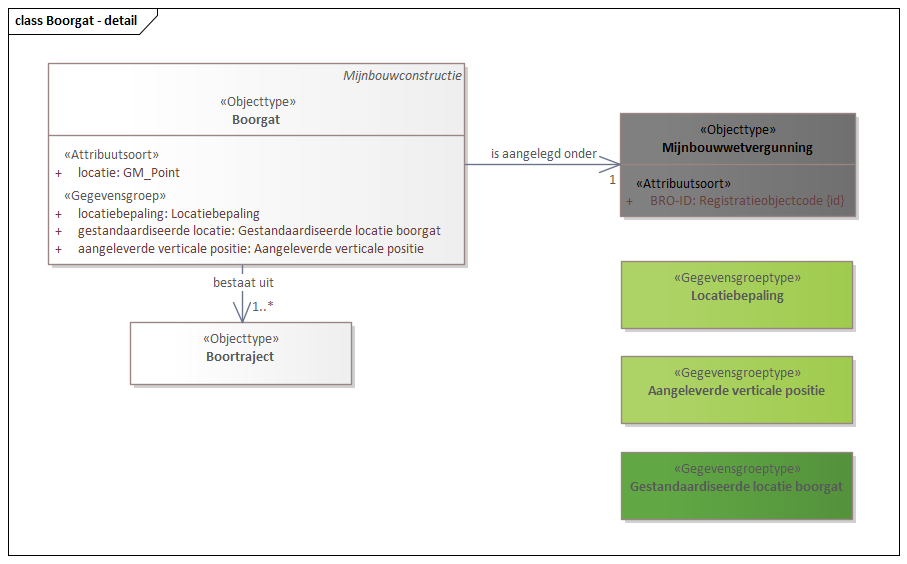 class Boorgat - detail
Mijnbouwconstructie
«Objecttype»
Boorgat
«Attribuutsoort»
+ locatie: GM_Point
«Gegevensgroep»
+ locatiebepaling: Locatiebepaling
+ gestandaardiseerde locatie: Gestandaardiseerde locatie boorgat
+ aangeleverde verticale positie: Aangeleverde verticale positie
is aangelegd onder
1
«Objecttype»
Mijnbouwwetvergunning
«Attribuutsoort»
+ BRO-ID: Registratieobjectcode {id}
bestaat uit
1..*
«Objecttype»
Boortraject
«Gegevensgroeptype»
Locatiebepaling
«Gegevensgroeptype»
Aangeleverde verticale positie
«Gegevensgroeptype»
Gestandaardiseerde locatie boorgat